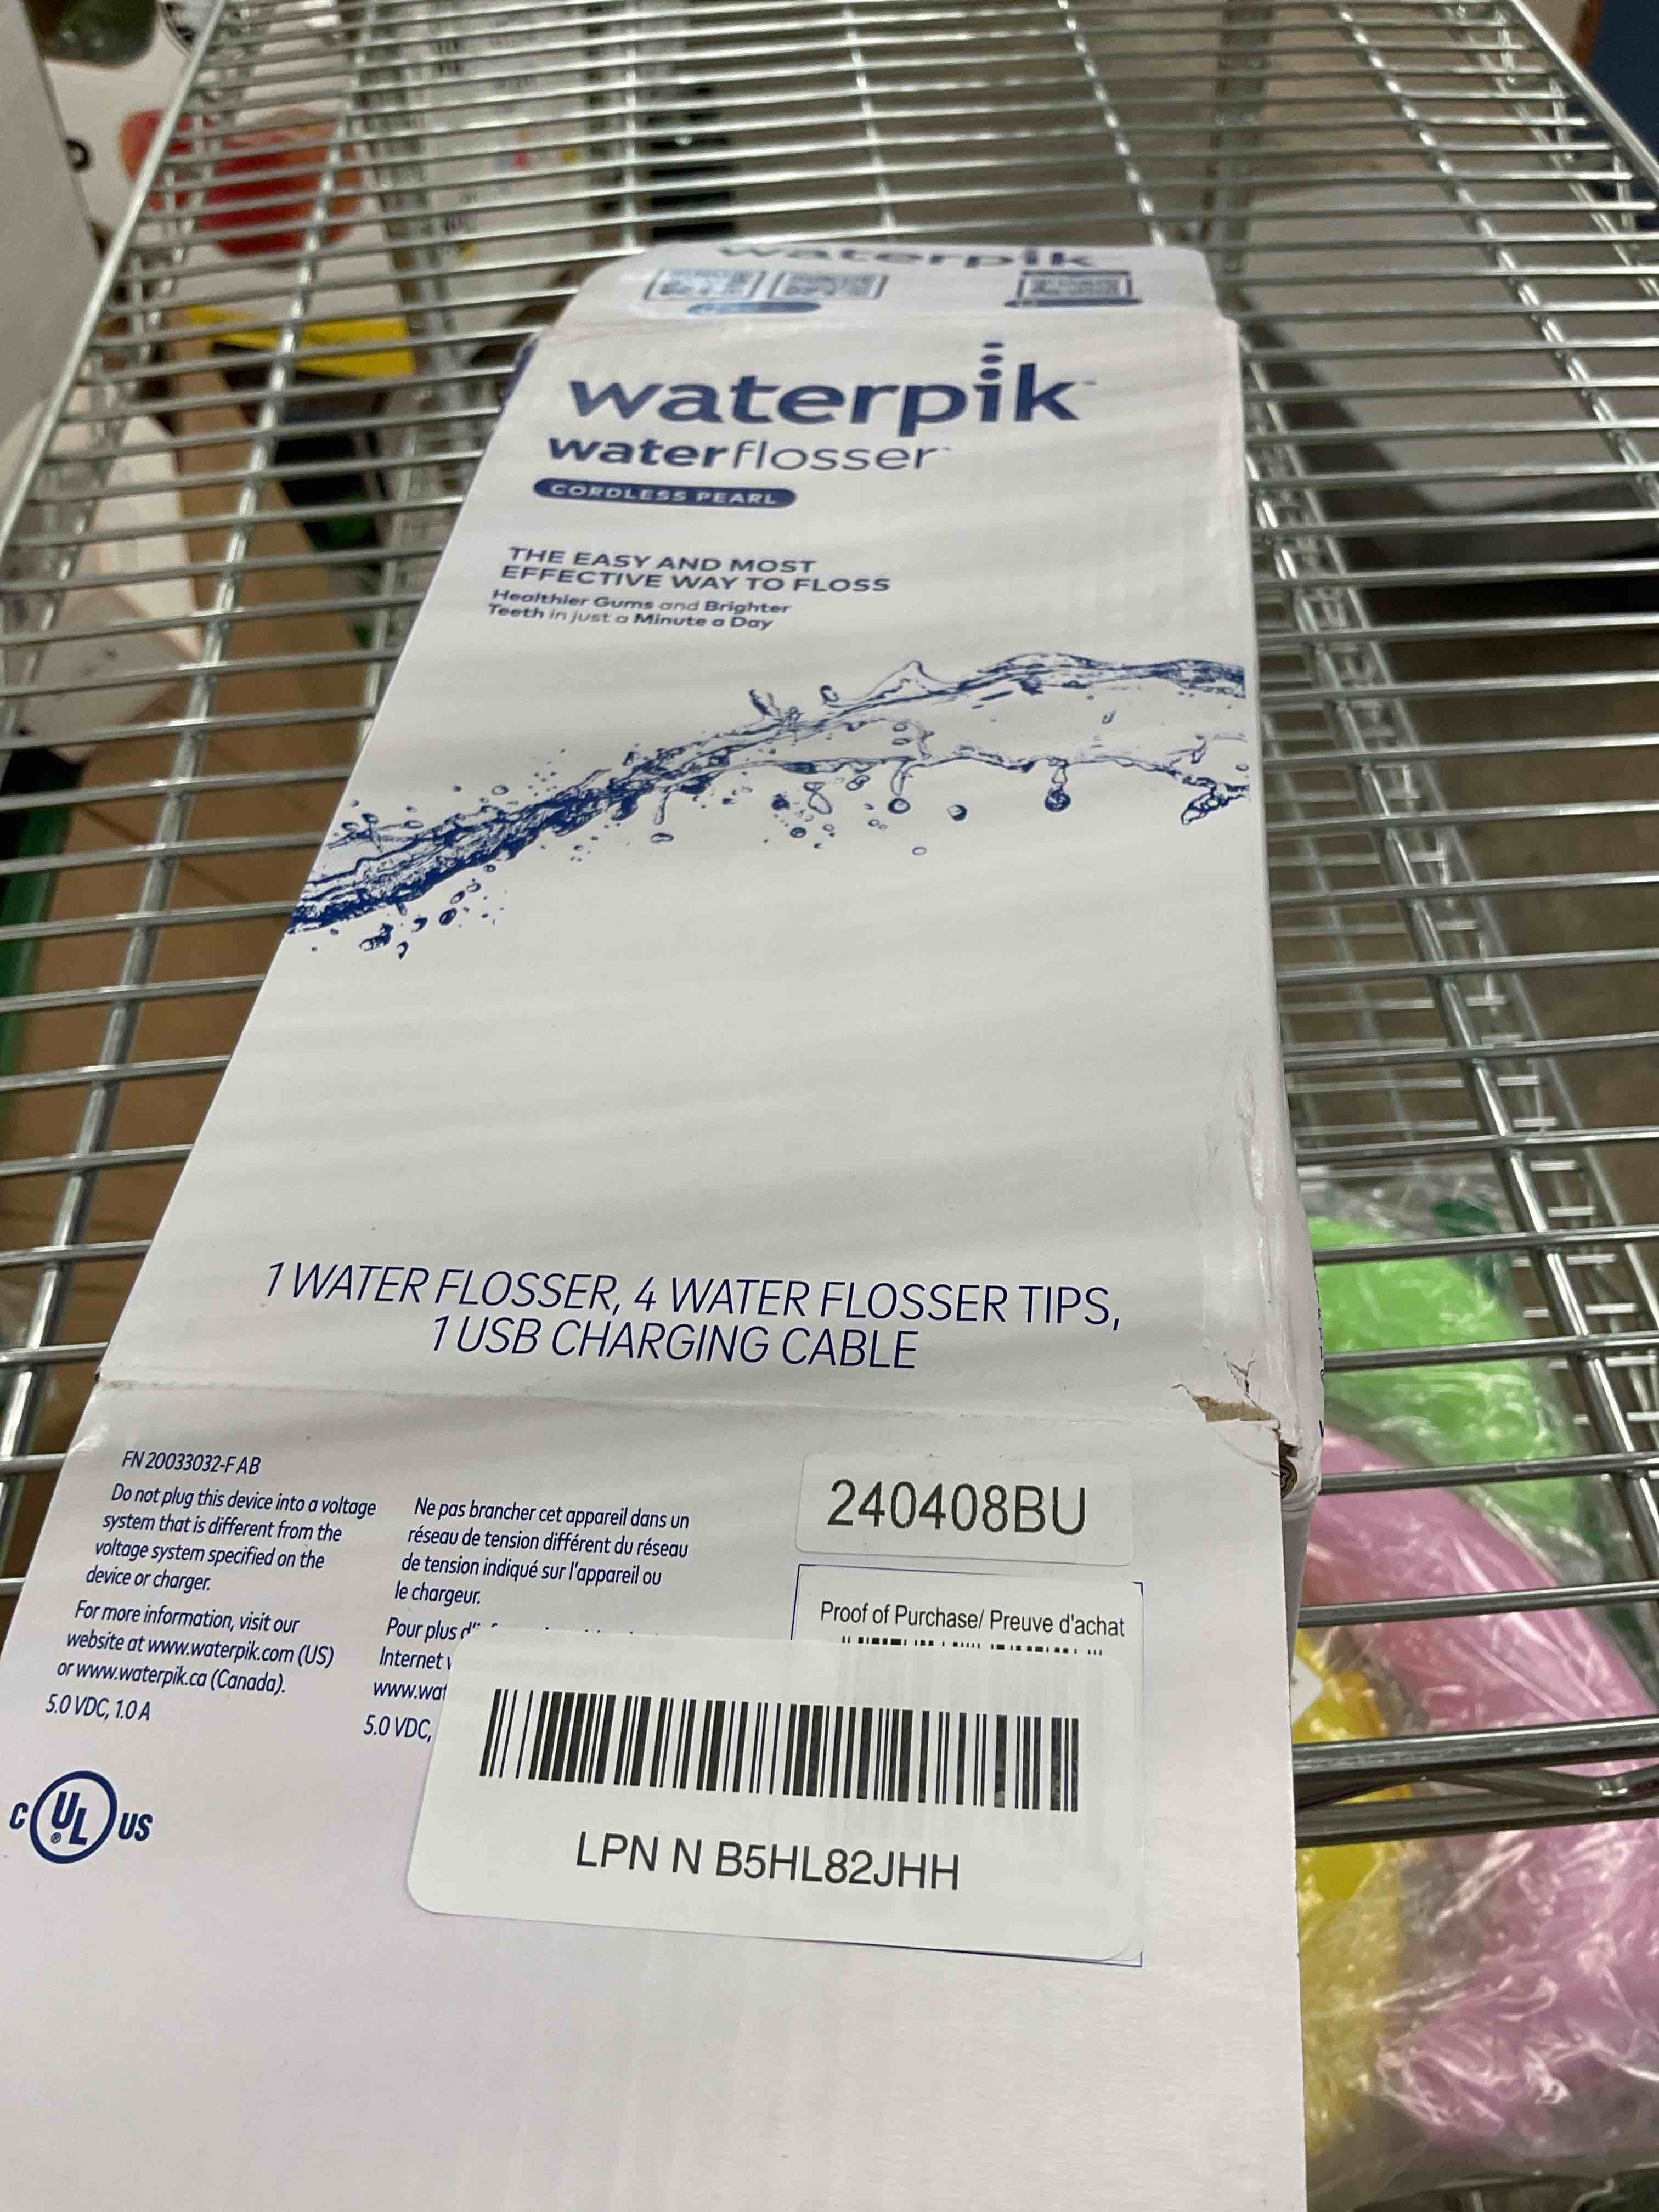 waterpik
waterpik™
waterflosser™
CORDLESS PEARL
THE EASY AND MOST
EFFECTIVE WAY TO FLOSS
Healthier Gums and Brighter
Teeth in just a Minute a Day
1 WATER FLOSSER, 4 WATER FLOSSER TIPS,
1 USB CHARGING CABLE
FN 20033032-F AB
Do not plug this device into a voltage
system that is different from the
voltage system specified on the
device or charger.
For more information, visit our
website at www.waterpik.com (US)
or www.waterpik.ca (Canada).
5.0 VDC, 1.0 A
C UL ® US
Ne pas brancher cet appareil dans un
réseau de tension différent du réseau
de tension indiqué sur l'appareil ou
le chargeur.
Pour plus
Internet
5.0 VDC,
240408BU
Proof of Purchase/ Preuve d'achat
LPN N B5HL82JHH